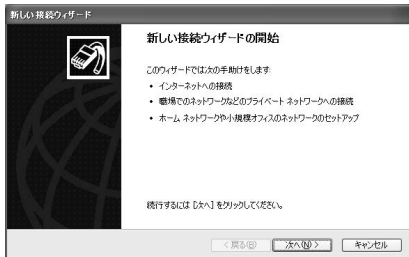 新しい接続ウィザード
新しい接続ウィザードの開始
このウィザードでは次の手助けをします:
• インターネットへの接続
• 職場でのネットワークなどのプライベート ネットワークへの接続
• ホーム ネットワークや小規模オフィスのネットワークのセットアップ
続行するには [次へ] をクリックしてください。
< 戻る(B) 次へ(N) > キャンセル